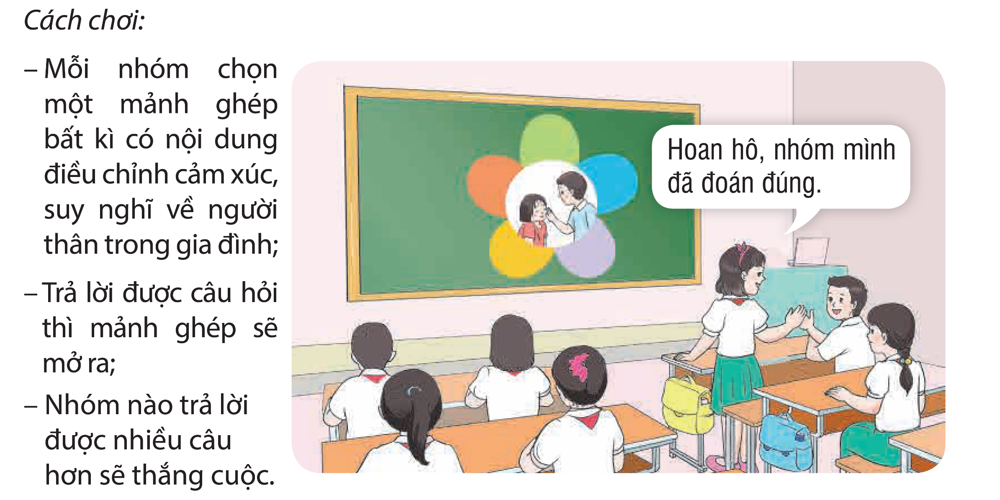 Cách chơi:
– Mỗi nhóm chọn
một mảnh ghép
bất kì có nội dung
điều chỉnh cảm xúc,
suy nghĩ về người
thân trong gia đình;
– Trả lời được câu hỏi
thì mảnh ghép sẽ
mở ra;
– Nhóm nào trả lời
được nhiều câu
hơn sẽ thắng cuộc.
Hoan hô, nhóm mình
đã đoán đúng.